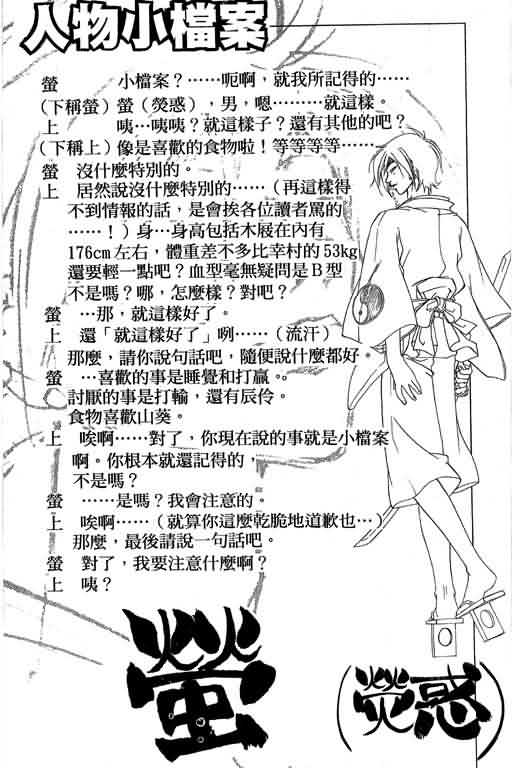 人物小檔案
螢　小檔案？……呃啊，就我所記得的……
（下稱螢）螢（熒惑），男，嗯………就這樣。
上　咦…咦咦？就這樣子？還有其他的吧？
（下稱上）像是喜歡的食物啦！等等等等……
螢　沒什麼特別的。
上　居然說沒什麼特別的……（再這樣得
不到情報的話，是會挨各位讀者罵的
……！）身…身高包括木屐在內有
176cm左右，體重差不多比幸村的53kg
還要輕一點吧？血型毫無疑問是Ｂ型
不是嗎？哪，怎麼樣？對吧？
螢　…那，就這樣好了。
上　還「就這樣好了」咧……（流汗）
那麼，請你說句話吧，隨便說什麼都好。
螢　…喜歡的事是睡覺和打贏。
討厭的事是打輸，還有辰伶。
食物喜歡山葵。
上　唉啊……對了，你現在說的事就是小檔案
啊。你根本就還記得的，
不是嗎？
螢　……是嗎？我會注意的。
上　唉啊……（就算你這麼乾脆地道歉也…）
那麼，最後請說一句話吧。
螢　對了，我要注意什麼啊？
上　咦？
螢
（熒惑）